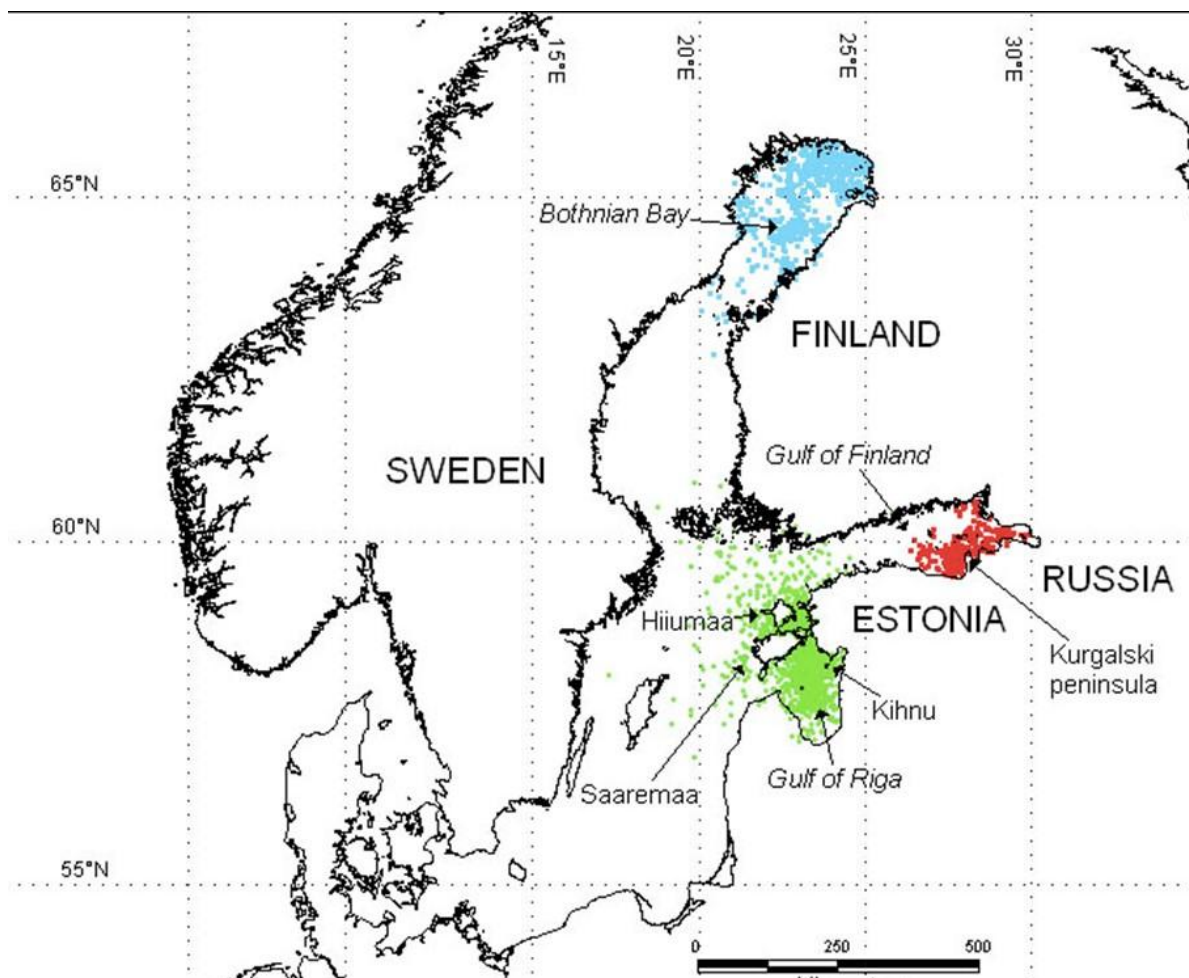 15°E
20°E
25°E
30°E
65°N
Bothnian Bay
FINLAND
Gulf of Finland
SWEDEN
60°N
RUSSIA
Hiiumaa
ESTONIA
Kurgalski
peninsula
Kihnu
Gulf of Riga
Saaremaa
55°N
0 250 500